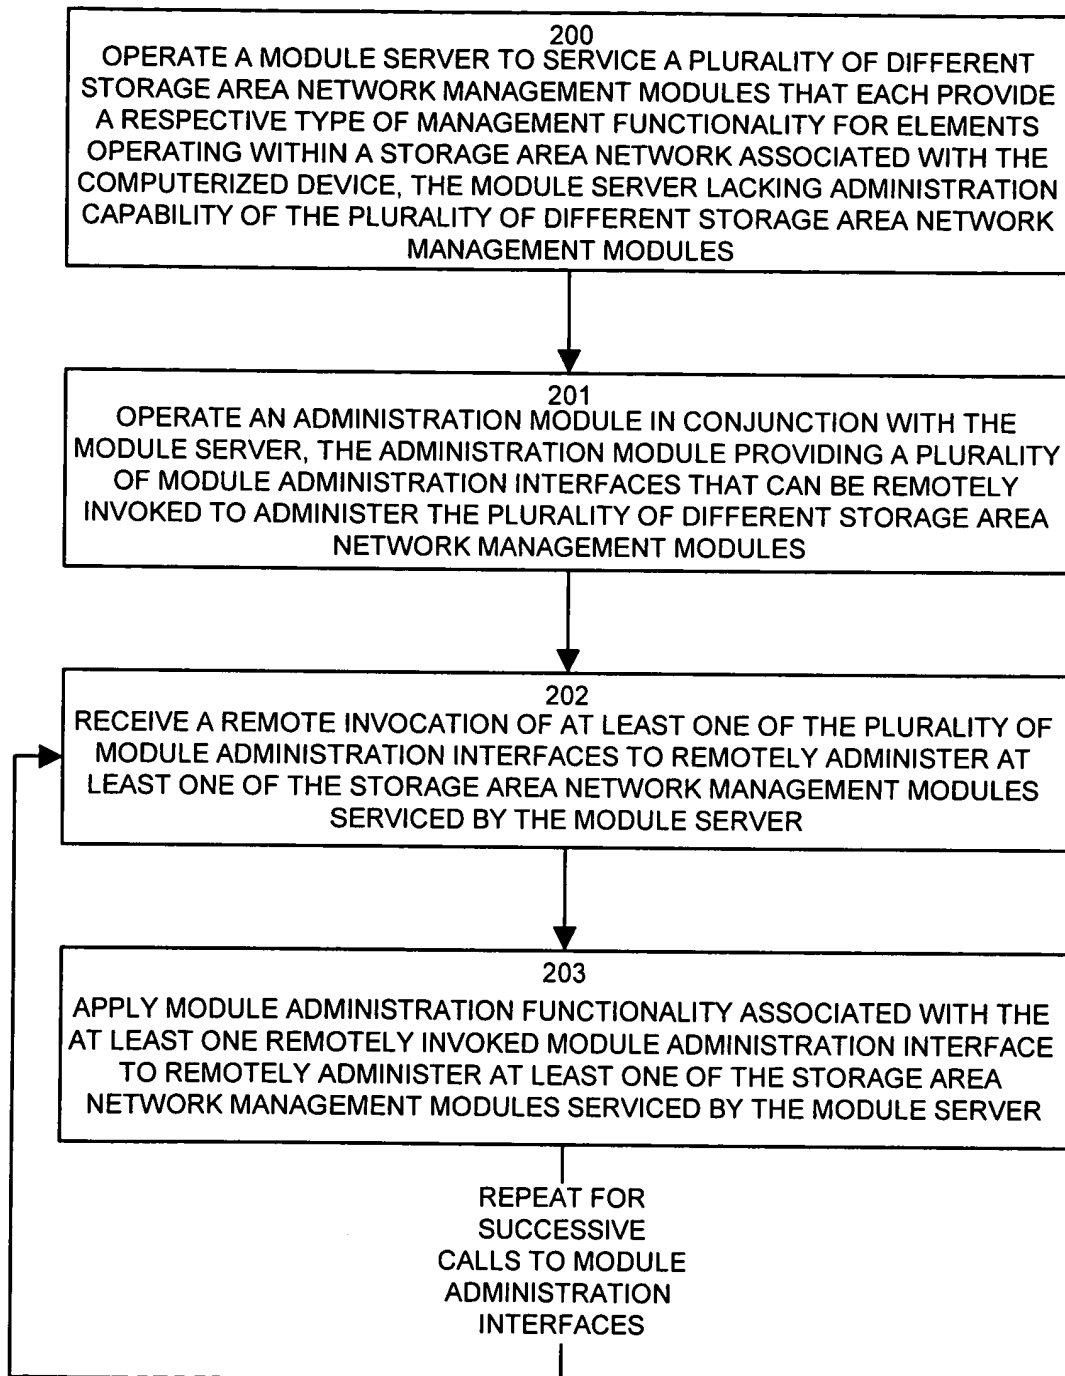 200
OPERATE A MODULE SERVER TO SERVICE A PLURALITY OF DIFFERENT
STORAGE AREA NETWORK MANAGEMENT MODULES THAT EACH PROVIDE
A RESPECTIVE TYPE OF MANAGEMENT FUNCTIONALITY FOR ELEMENTS
OPERATING WITHIN A STORAGE AREA NETWORK ASSOCIATED WITH THE
COMPUTERIZED DEVICE, THE MODULE SERVER LACKING ADMINISTRATION
CAPABILITY OF THE PLURALITY OF DIFFERENT STORAGE AREA NETWORK
MANAGEMENT MODULES
201
OPERATE AN ADMINISTRATION MODULE IN CONJUNCTION WITH THE
MODULE SERVER, THE ADMINISTRATION MODULE PROVIDING A PLURALITY
OF MODULE ADMINISTRATION INTERFACES THAT CAN BE REMOTELY
INVOKED TO ADMINISTER THE PLURALITY OF DIFFERENT STORAGE AREA
NETWORK MANAGEMENT MODULES
202
RECEIVE A REMOTE INVOCATION OF AT LEAST ONE OF THE PLURALITY OF
MODULE ADMINISTRATION INTERFACES TO REMOTELY ADMINISTER AT
LEAST ONE OF THE STORAGE AREA NETWORK MANAGEMENT MODULES
SERVICED BY THE MODULE SERVER
203
APPLY MODULE ADMINISTRATION FUNCTIONALITY ASSOCIATED WITH THE
AT LEAST ONE REMOTELY INVOKED MODULE ADMINISTRATION INTERFACE
TO REMOTELY ADMINISTER AT LEAST ONE OF THE STORAGE AREA
NETWORK MANAGEMENT MODULES SERVICED BY THE MODULE SERVER
REPEAT FOR
SUCCESSIVE
CALLS TO MODULE
ADMINISTRATION
INTERFACES